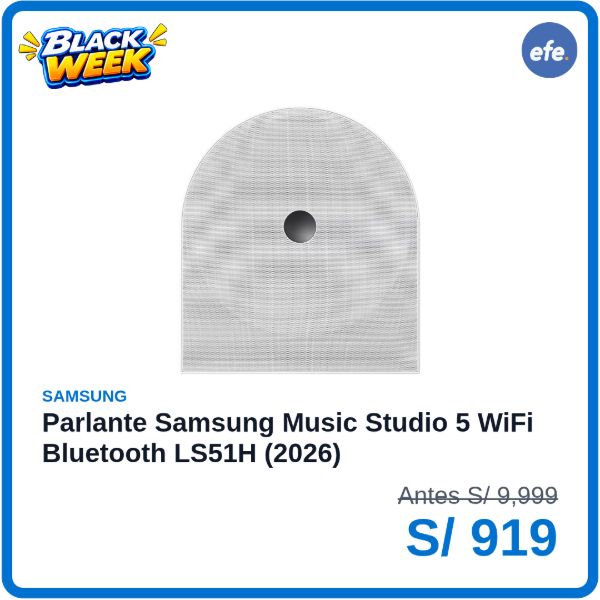 BLACK
WEEK
efe.
SAMSUNG
Parlante Samsung Music Studio 5 WiFi
Bluetooth LS51H (2026)
Antes S/ 9,999
S/ 919